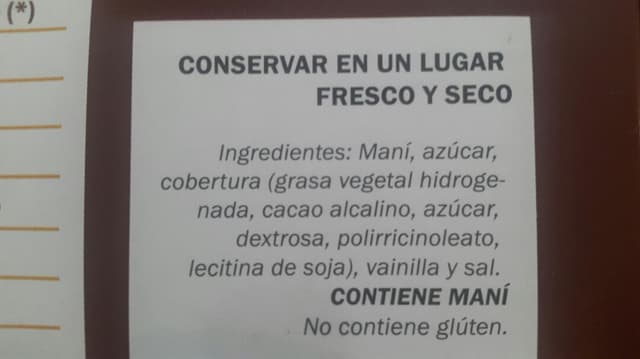 (*)
CONSERVAR EN UN LUGAR
FRESCO Y SECO
Ingredientes: Maní, azúcar,
cobertura (grasa vegetal hidroge-
nada, cacao alcalino, azúcar,
dextrosa, polirricinoleato,
lecitina de soja), vainilla y sal.
CONTIENE MANÍ
No contiene glúten.